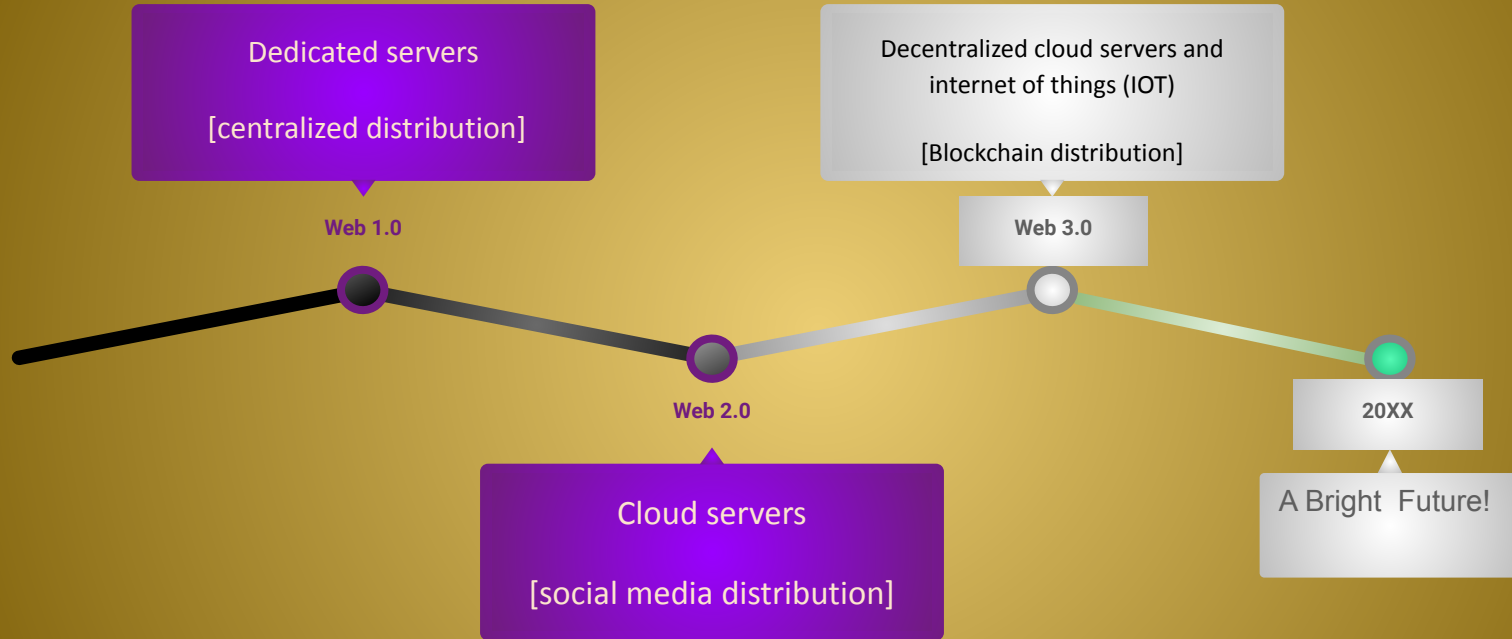 Dedicated servers
[centralized distribution]
Web 1.0
Web 2.0
Cloud servers
[social media distribution]
Decentralized cloud servers and
internet of things (IOT)
[Blockchain distribution]
Web 3.0
20XX
A Bright  Future!